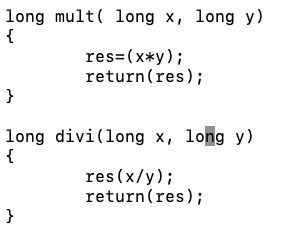 long mult( long x, long y)
{
        res=(x*y);
        return(res);
}

long divi(long x, long y)
{
        res(x/y);
        return(res);
}